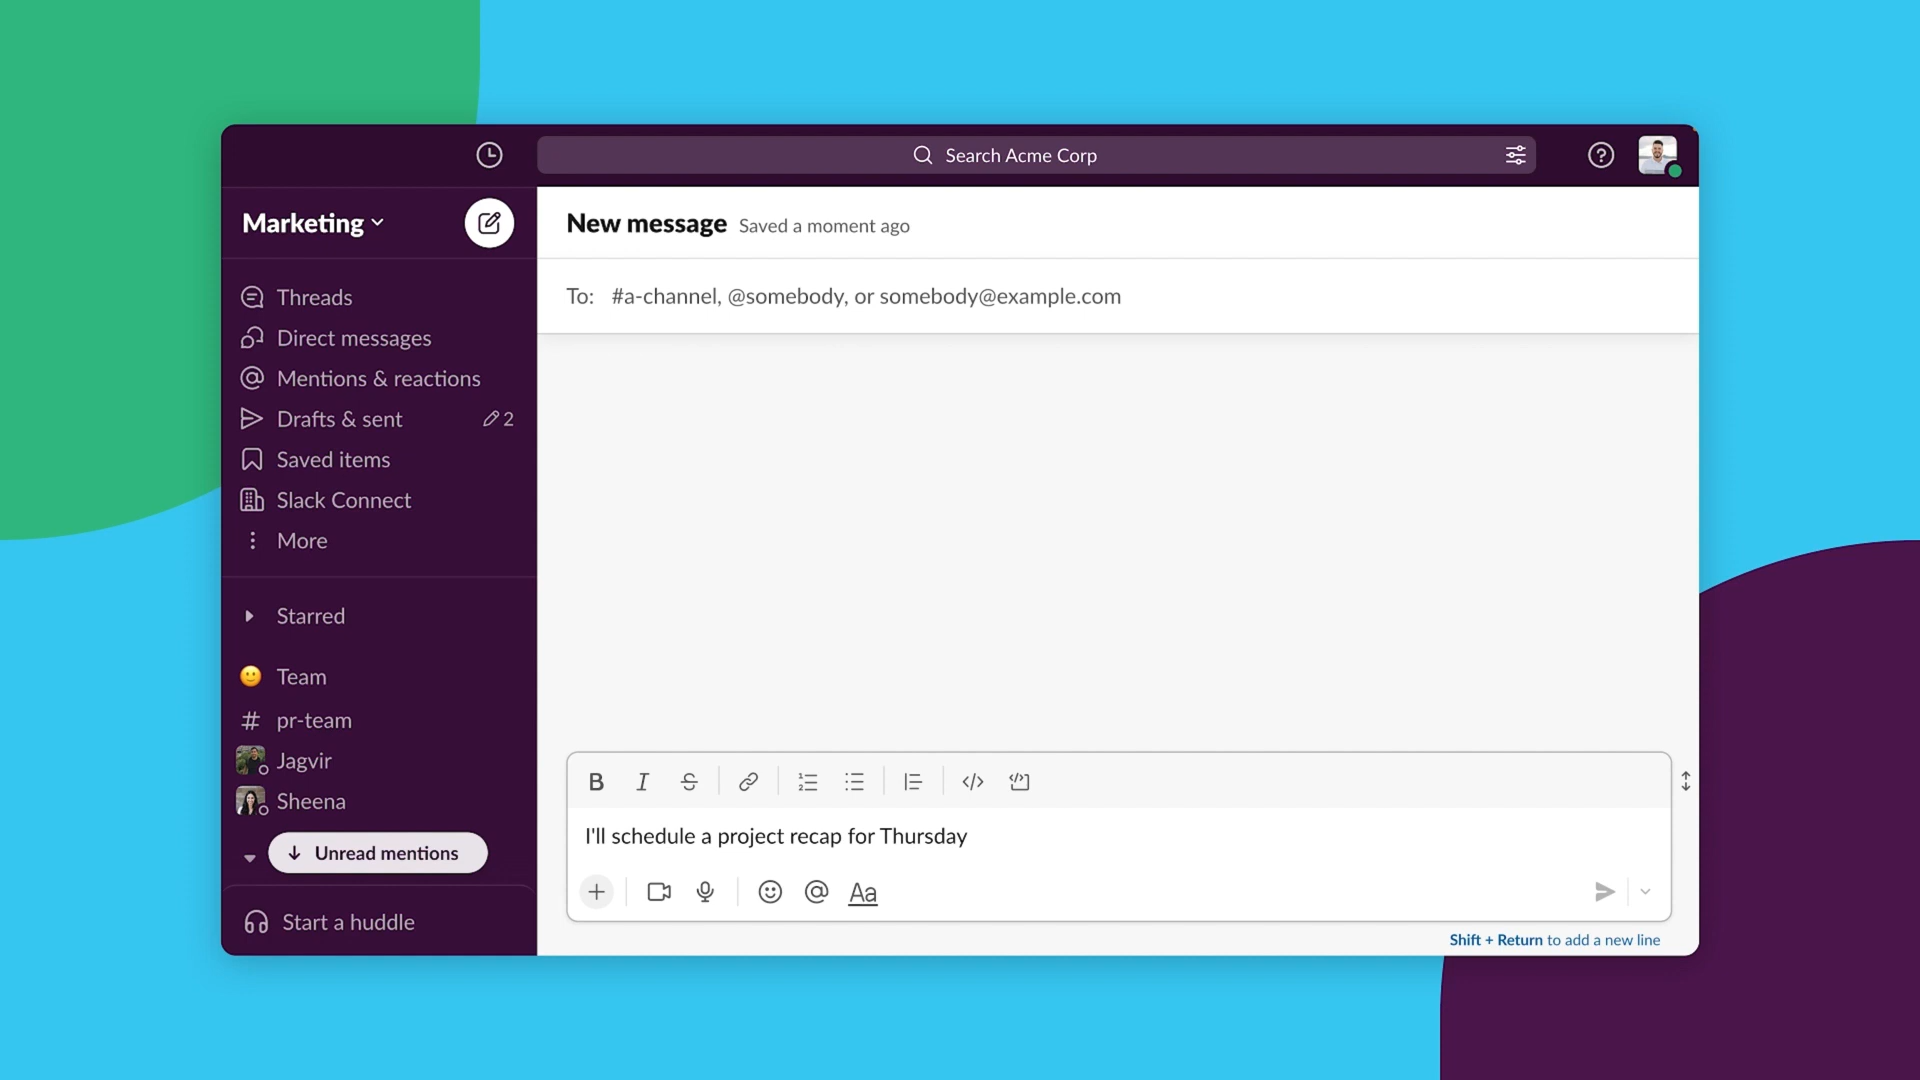 Search Acme Corp
Marketing
New message Saved a moment ago
To: #a-channel, @somebody, or somebody@example.com
Threads
Direct messages
Mentions & reactions
Drafts & sent 2
Saved items
Slack Connect
More
Starred
Team
# pr-team
Jagvir
Sheena
Unread mentions
Start a huddle
B I S
I'll schedule a project recap for Thursday
Aa
Shift + Return to add a new line